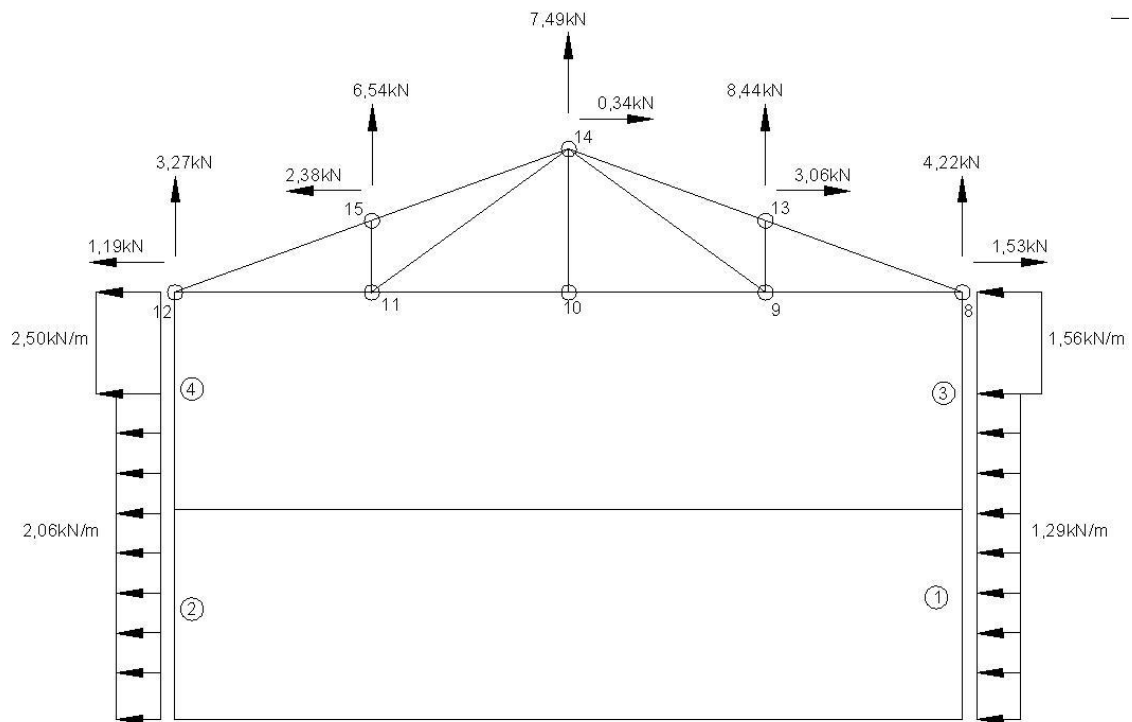 7,49kN
6,54kN
8,44kN
0,34kN
14
3,27kN
4,22kN
2,38kN
3,06kN
15
13
1,19kN
1,53kN
12
11
10
9
8
2,50kN/m
1,56kN/m
4
3
2,06kN/m
1,29kN/m
2
1